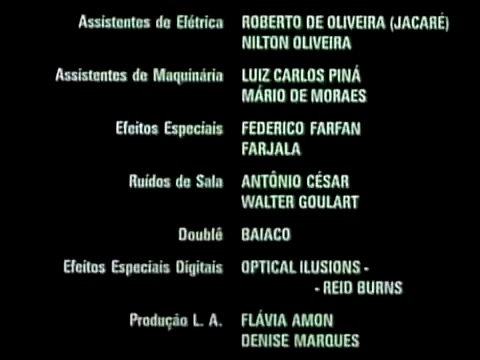 Assistentes de Elétrica ROBERTO DE OLIVEIRA (JACARÉ)
NILTON OLIVEIRA
Assistentes de Maquinária LUIZ CARLOS PINÁ
MÁRIO DE MORAES
Efeitos Especiais FEDERICO FARFAN
FARJALA
Ruídos de Sala ANTÔNIO CÉSAR
WALTER GOULART
Doublê BAIACO
Efeitos Especiais Digitais OPTICAL ILUSIONS -
- REID BURNS
Produção L. A. FLÁVIA AMON
DENISE MARQUES